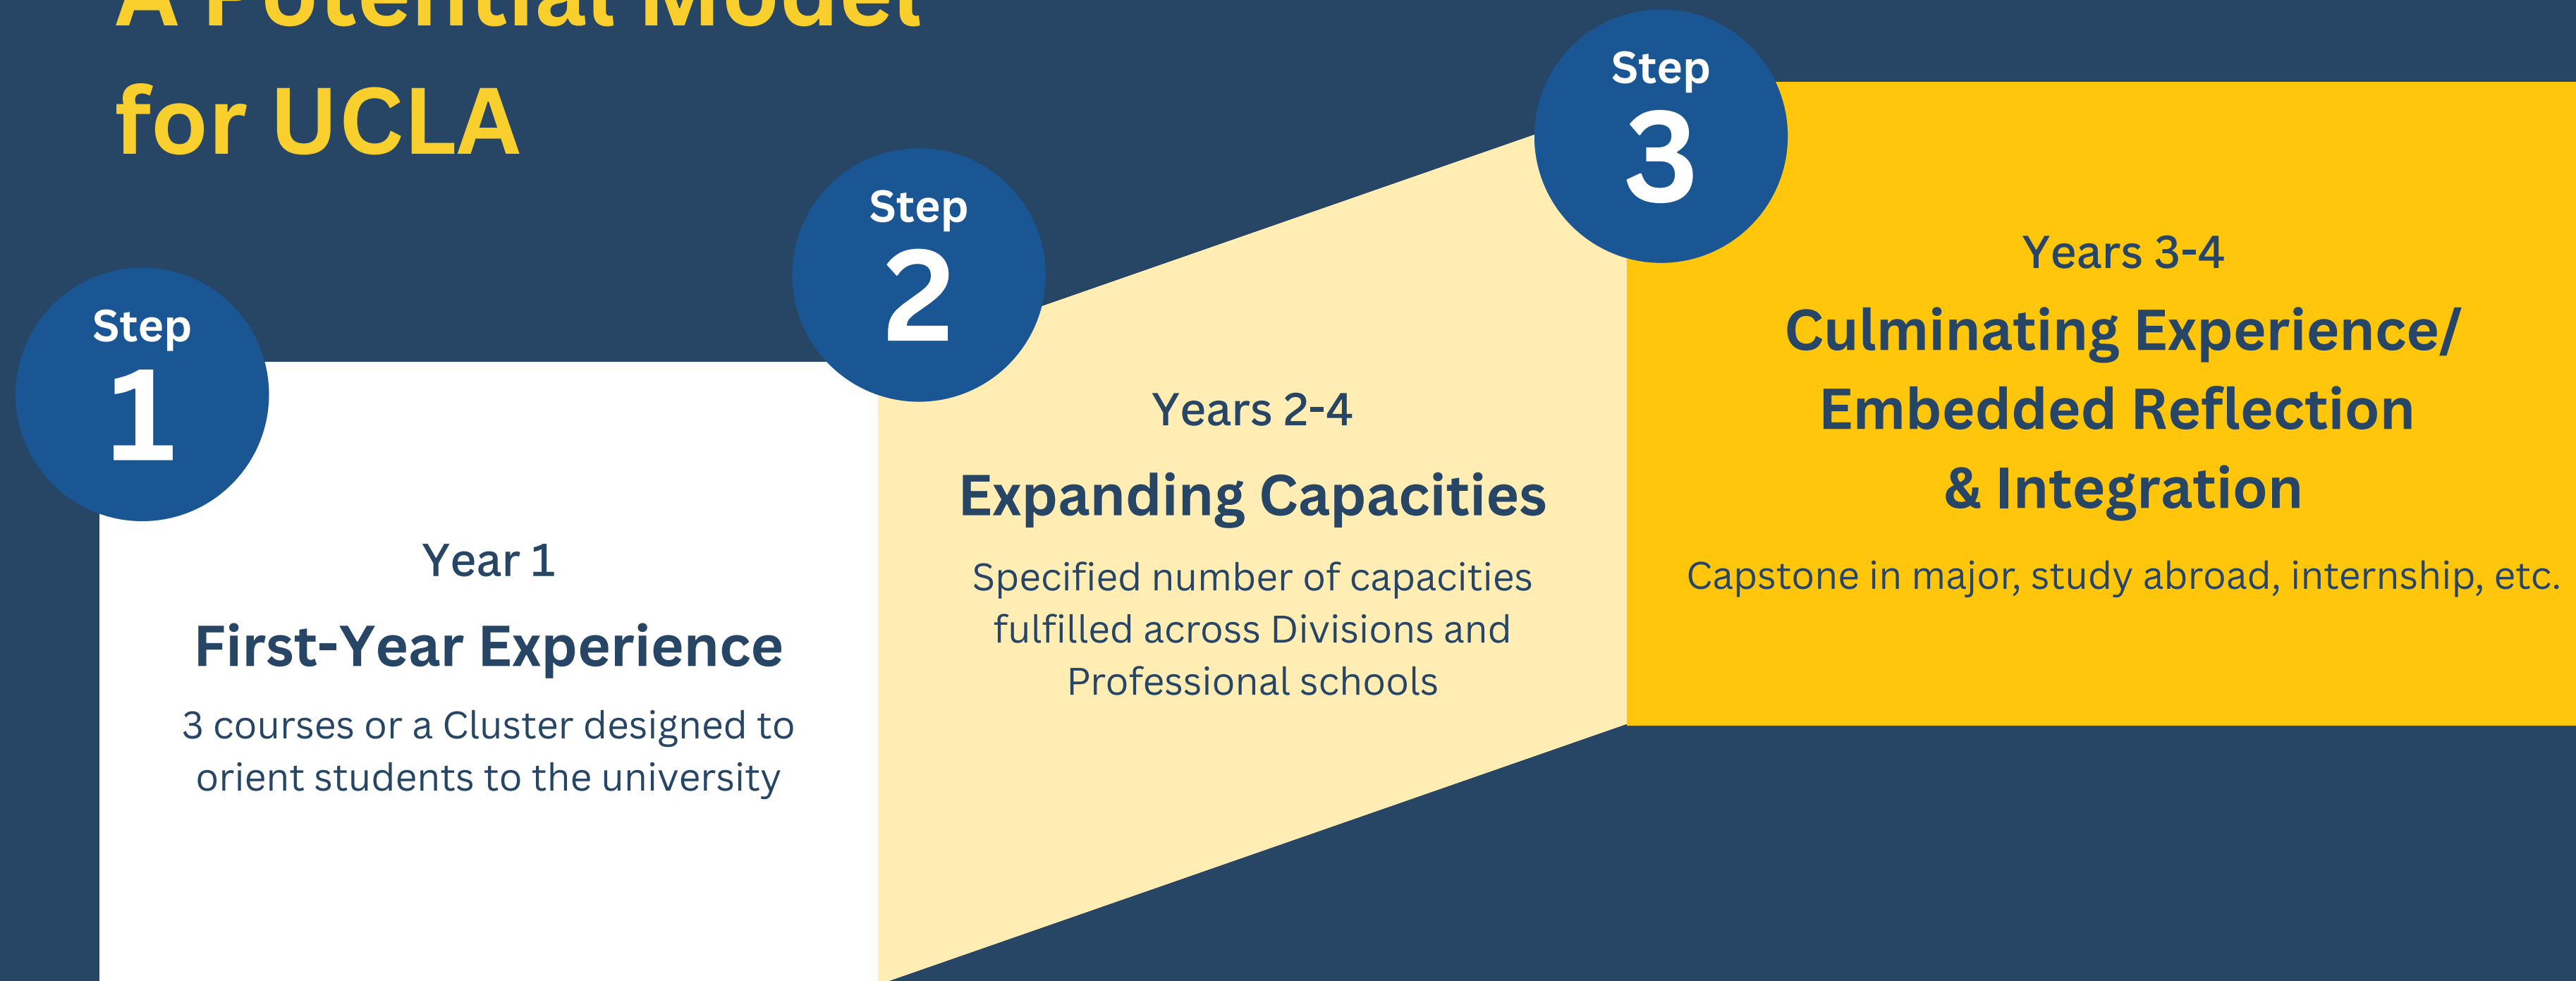 A Potential Model
for UCLA
Step
1
Year 1
First-Year Experience
3 courses or a Cluster designed to
orient students to the university
Step
2
Years 2-4
Expanding Capacities
Specified number of capacities
fulfilled across Divisions and
Professional schools
Step
3
Years 3-4
Culminating Experience/
Embedded Reflection
& Integration
Capstone in major, study abroad, internship, etc.